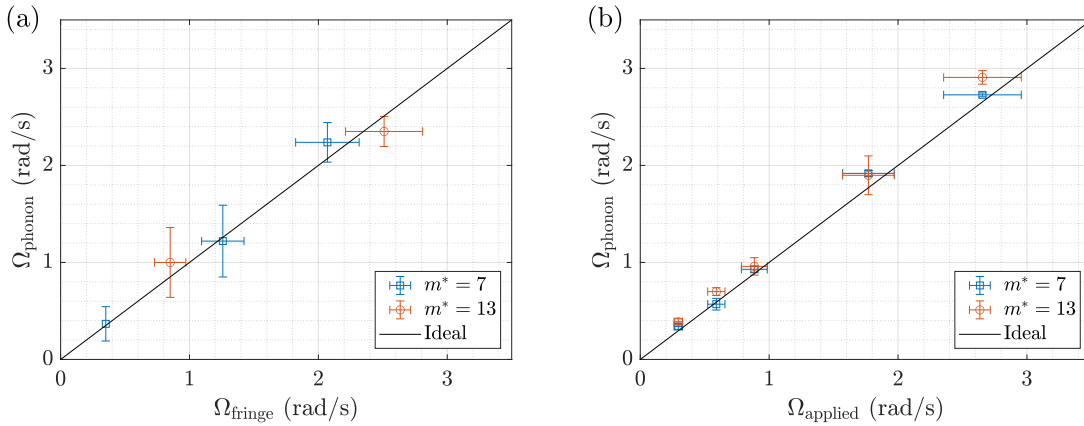 (a)
Ω_phonon (rad/s)
3
2
1
0
0 1 2 3
Ω_fringe (rad/s)
m* = 7
m* = 13
Ideal
(b)
Ω_phonon (rad/s)
3
2
1
0
0 1 2 3
Ω_applied (rad/s)
m* = 7
m* = 13
Ideal